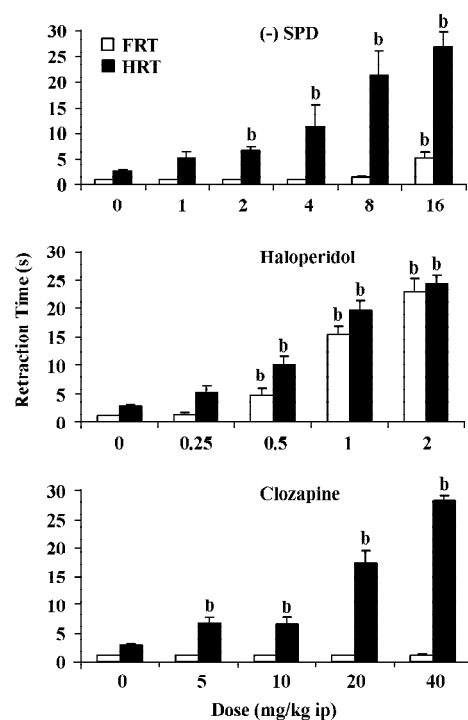 (-) SPD
FRT
HRT
30
25
20
15
10
5
0
b b b b b
0 1 2 4 8 16
Haloperidol
30
25
20
15
10
5
0
b b b b b b
0 0.25 0.5 1 2
Clozapine
30
25
20
15
10
5
0
b b b b
0 5 10 20 40
Retraction Time (s)
Dose (mg/kg ip)